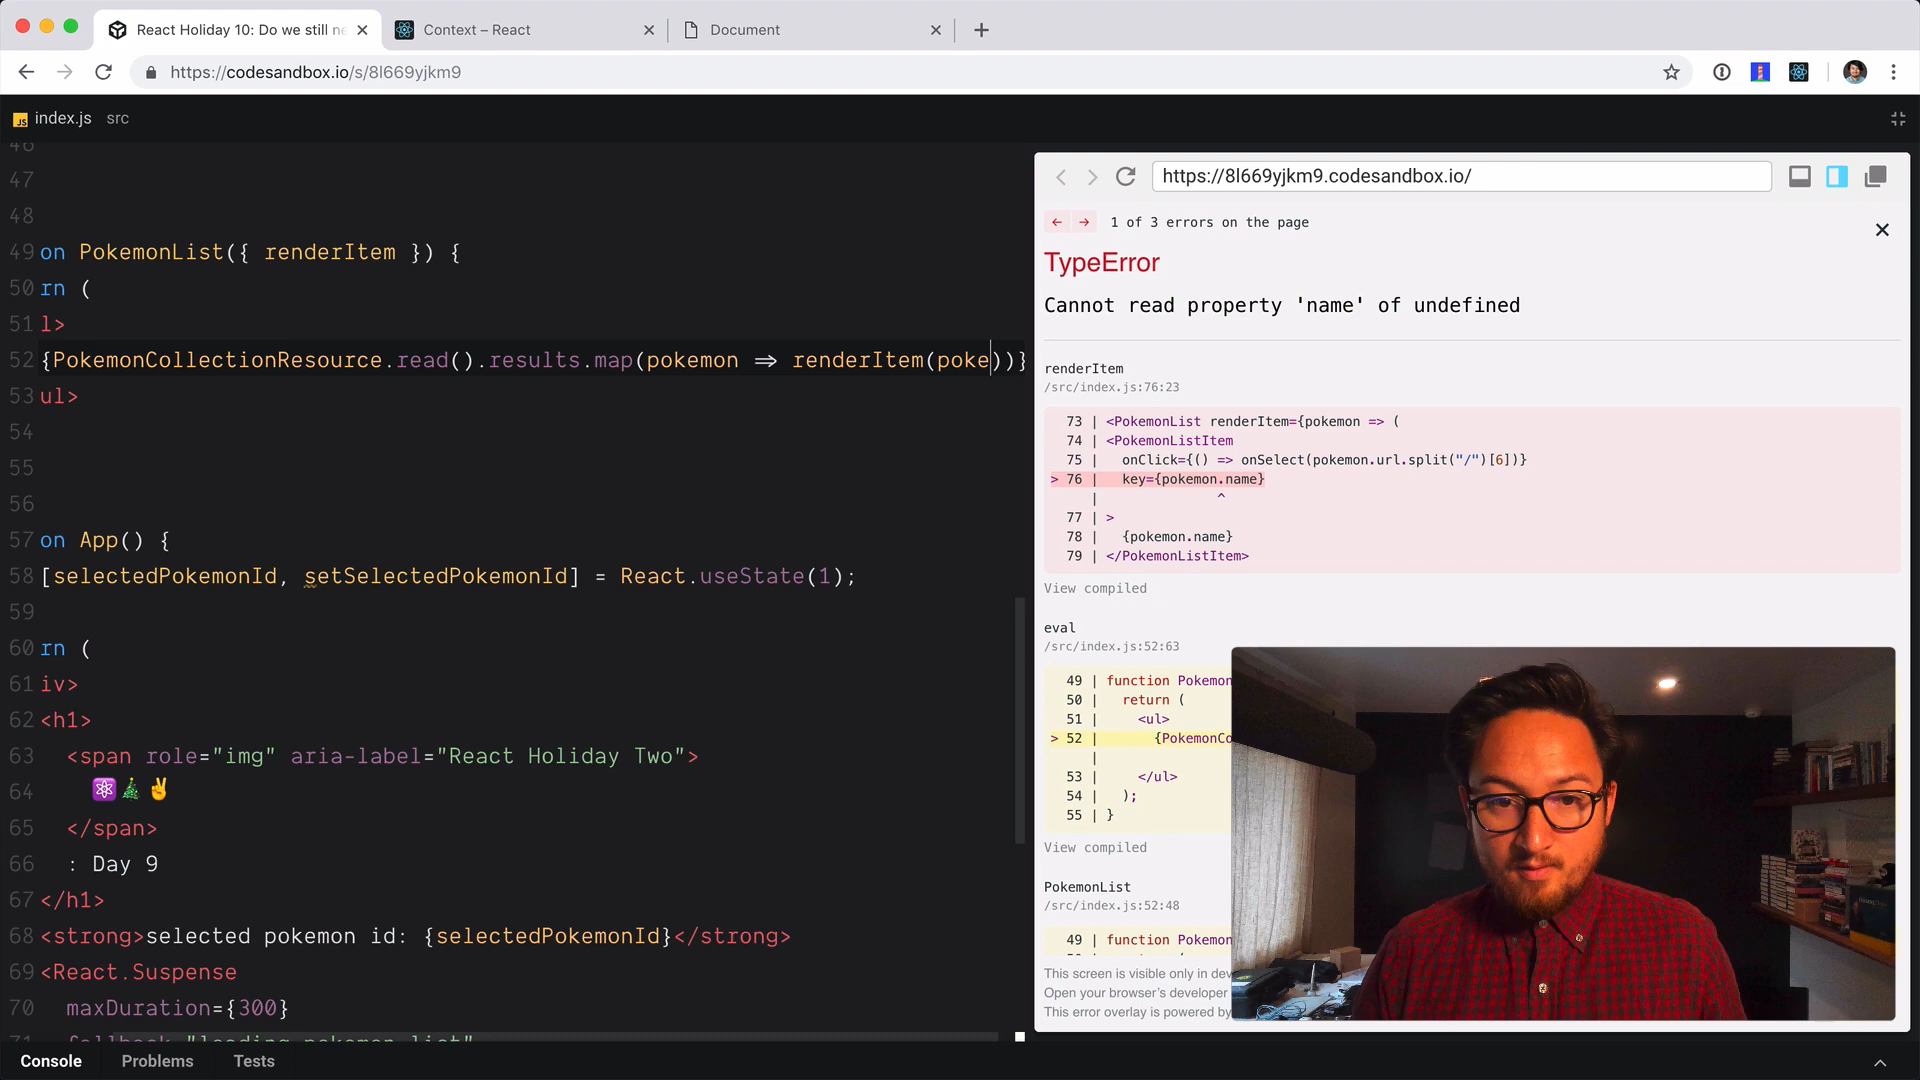 React Holiday 10: Do we still ne
Context – React
Document
https://codesandbox.io/s/8l669yjkm9
JS index.js src
46
47
48
49 on PokemonList({ renderItem }) {
50 rn (
51 l>
52 {PokemonCollectionResource.read().results.map(pokemon => renderItem(poke))}
53 ul>
54
55
56
57 on App() {
58 [selectedPokemonId, setSelectedPokemonId] = React.useState(1);
59
60 rn (
61 iv>
62 <h1>
63 <span role="img" aria-label="React Holiday Two">
64 ⚛️🎄✌️
65 </span>
66 : Day 9
67 </h1>
68 <strong>selected pokemon id: {selectedPokemonId}</strong>
69 <React.Suspense
70 maxDuration={300}
71 fallback="loading pokemon list"
Console Problems Tests
https://8l669yjkm9.codesandbox.io/
← → 1 of 3 errors on the page
TypeError
Cannot read property 'name' of undefined
renderItem
/src/index.js:76:23
73 | <PokemonList renderItem={pokemon => (
74 | <PokemonListItem
75 | onClick={() => onSelect(pokemon.url.split("/")[6])}
> 76 | key={pokemon.name}
| ^
77 | >
78 | {pokemon.name}
79 | </PokemonListItem>
View compiled
eval
/src/index.js:52:63
49 | function Pokemon
50 | return (
51 | <ul>
> 52 | {PokemonCo
|
53 | </ul>
54 | );
55 | }
View compiled
PokemonList
/src/index.js:52:48
49 | function Pokemon
This screen is visible only in dev
Open your browser's developer
This error overlay is powered by